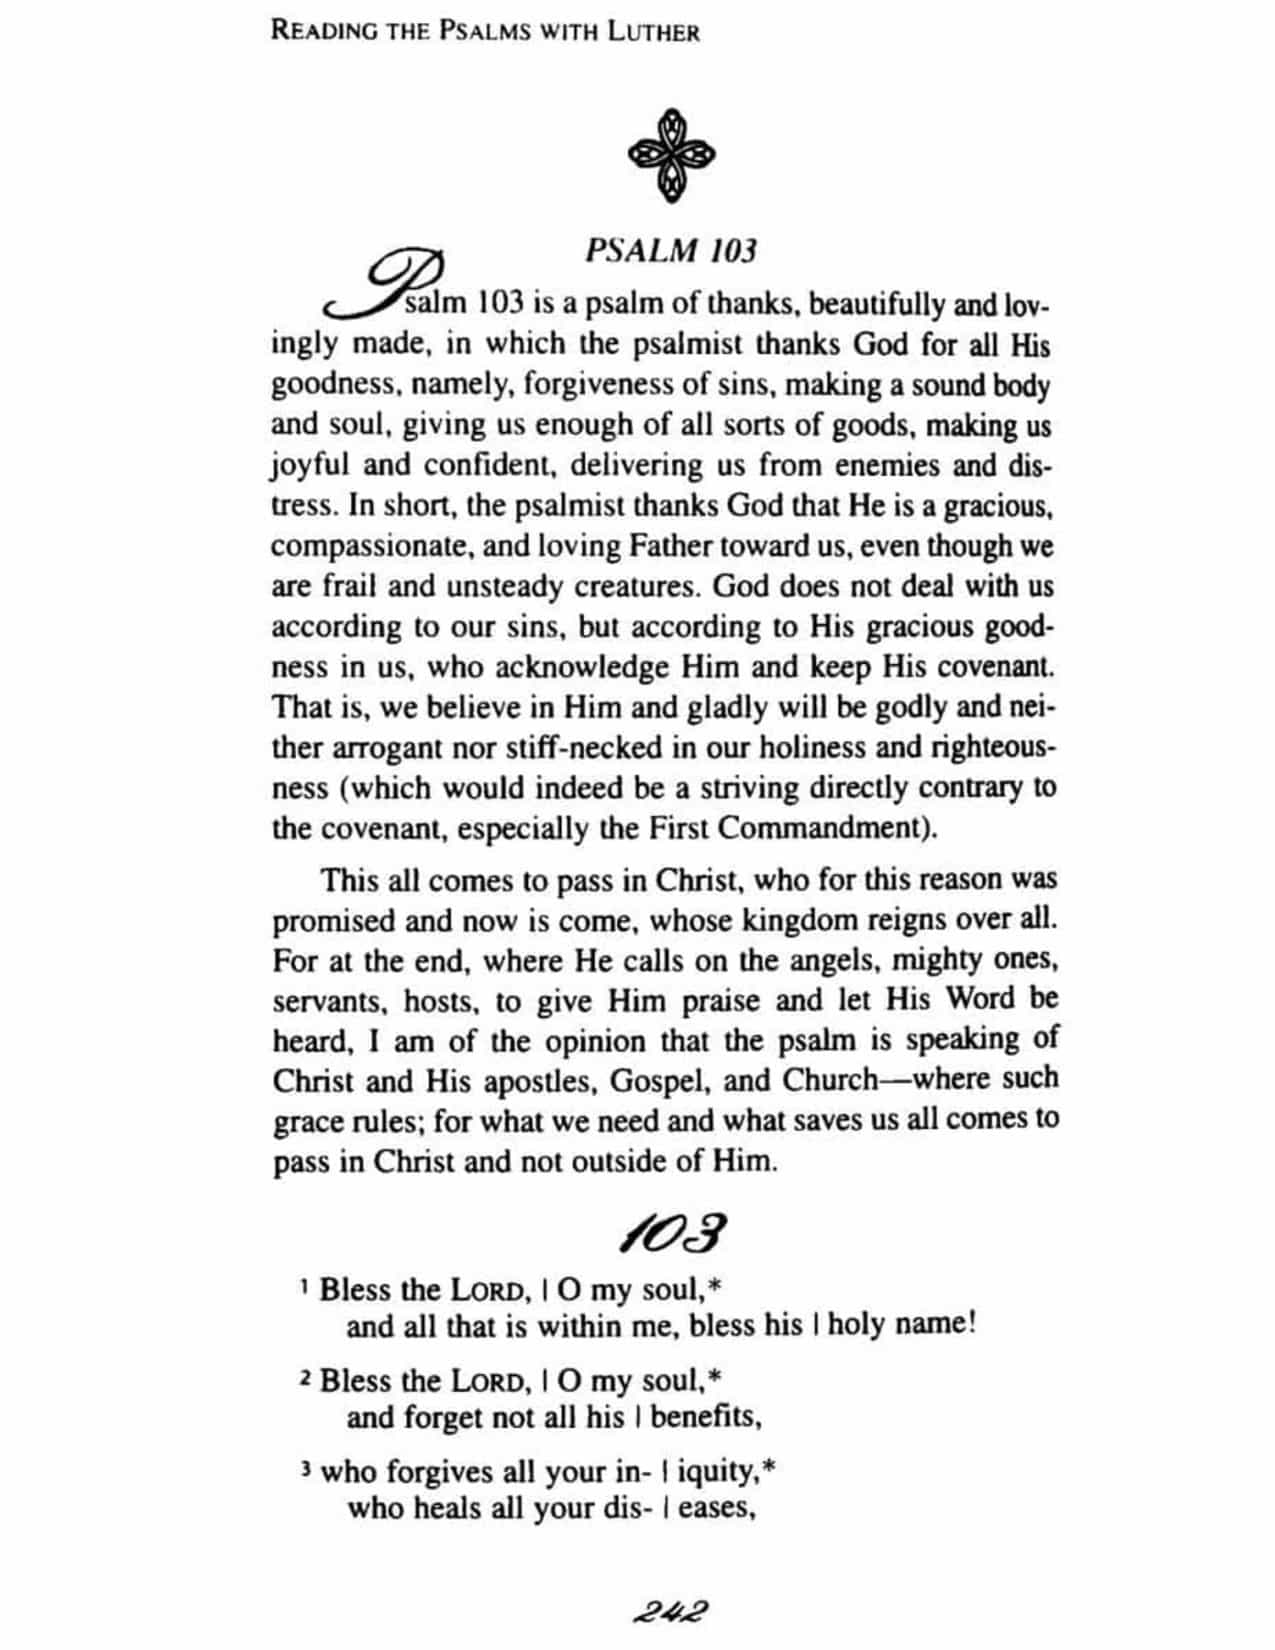 READING THE PSALMS WITH LUTHER
PSALM 103
Psalm 103 is a psalm of thanks, beautifully and lov-
ingly made, in which the psalmist thanks God for all His
goodness, namely, forgiveness of sins, making a sound body
and soul, giving us enough of all sorts of goods, making us
joyful and confident, delivering us from enemies and dis-
tress. In short, the psalmist thanks God that He is a gracious,
compassionate, and loving Father toward us, even though we
are frail and unsteady creatures. God does not deal with us
according to our sins, but according to His gracious good-
ness in us, who acknowledge Him and keep His covenant.
That is, we believe in Him and gladly will be godly and nei-
ther arrogant nor stiff-necked in our holiness and righteous-
ness (which would indeed be a striving directly contrary to
the covenant, especially the First Commandment).
This all comes to pass in Christ, who for this reason was
promised and now is come, whose kingdom reigns over all.
For at the end, where He calls on the angels, mighty ones,
servants, hosts, to give Him praise and let His Word be
heard, I am of the opinion that the psalm is speaking of
Christ and His apostles, Gospel, and Church—where such
grace rules; for what we need and what saves us all comes to
pass in Christ and not outside of Him.
103
1 Bless the LORD, | O my soul,*
and all that is within me, bless his | holy name!
2 Bless the LORD, | O my soul,*
and forget not all his | benefits,
3 who forgives all your in- | iquity,*
who heals all your dis- | eases,
242